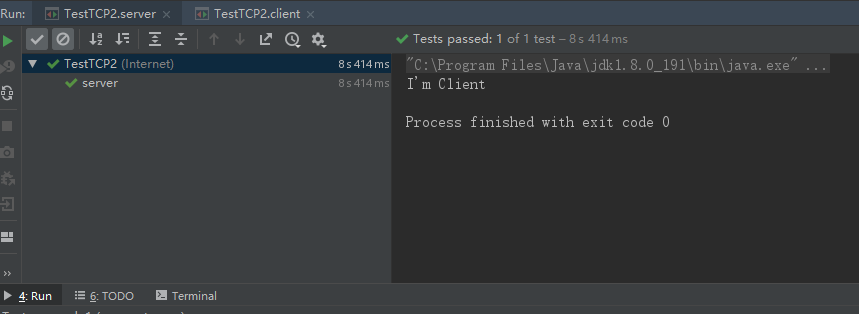 Run: TestTCP2.server × TestTCP2.client ×
Tests passed: 1 of 1 test – 8 s 414 ms
TestTCP2 (Internet) 8 s 414 ms
server 8 s 414 ms
"C:\Program Files\Java\jdk1.8.0_191\bin\java.exe" ...
I'm Client
Process finished with exit code 0
4: Run 6: TODO Terminal